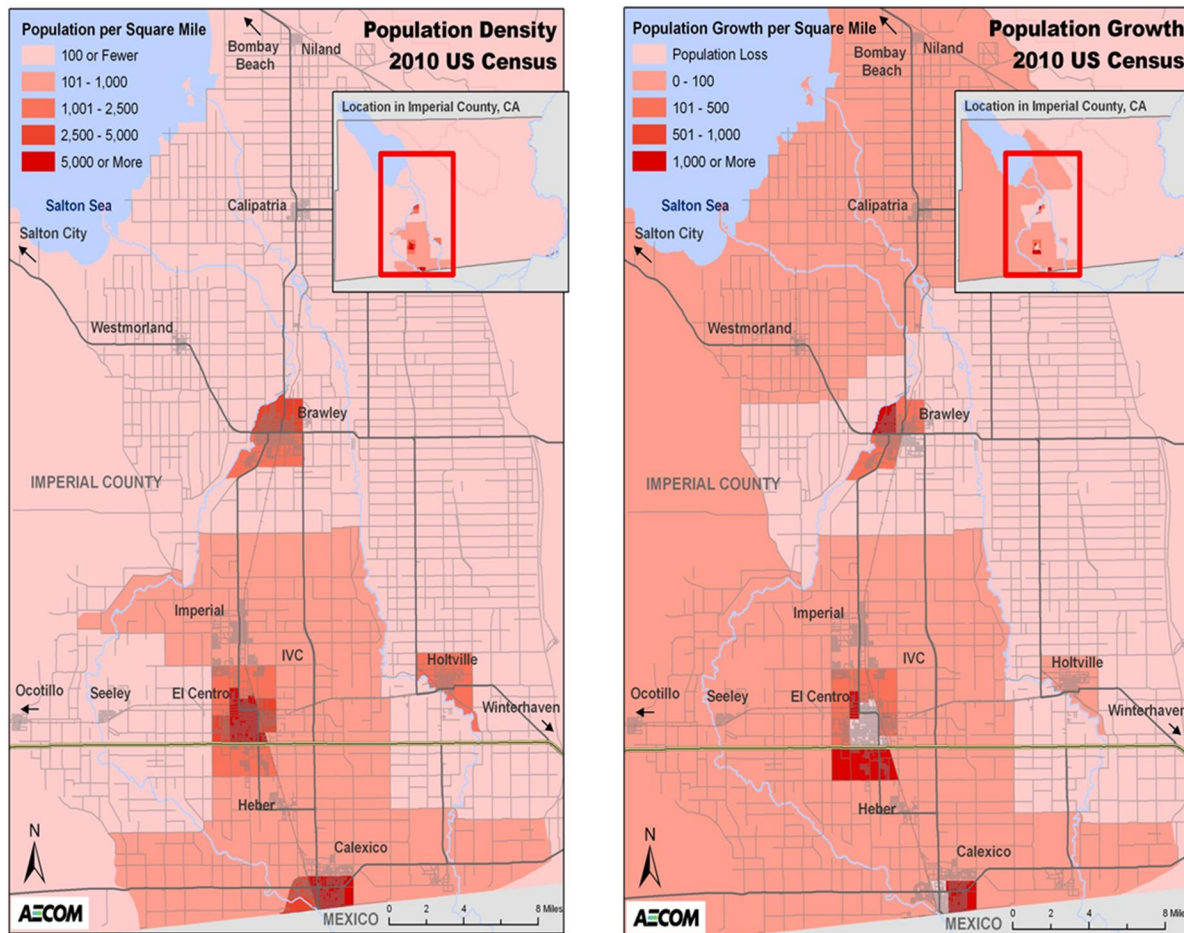 Population per Square Mile
100 or Fewer
101 - 1,000
1,001 - 2,500
2,500 - 5,000
5,000 or More
Population Density
2010 US Census
Bombay
Beach
Niland
Location in Imperial County, CA
Salton Sea
Salton City
Calipatria
Westmorland
Brawley
IMPERIAL COUNTY
Imperial
IVC
Holtville
Ocotillo
Seeley
El Centro
Winterhaven
Heber
Calexico
N
AECOM
MEXICO
0 2 4 8 Miles
Population Growth per Square Mile
Population Loss
0 - 100
101 - 500
501 - 1,000
1,000 or More
Population Growth
2010 US Census
Bombay
Beach
Niland
Location in Imperial County, CA
Salton Sea
Salton City
Calipatria
Westmorland
Brawley
IMPERIAL COUNTY
Imperial
IVC
Holtville
Ocotillo
Seeley
El Centro
Winterhaven
Heber
Calexico
N
AECOM
MEXICO
0 2 4 8 Miles